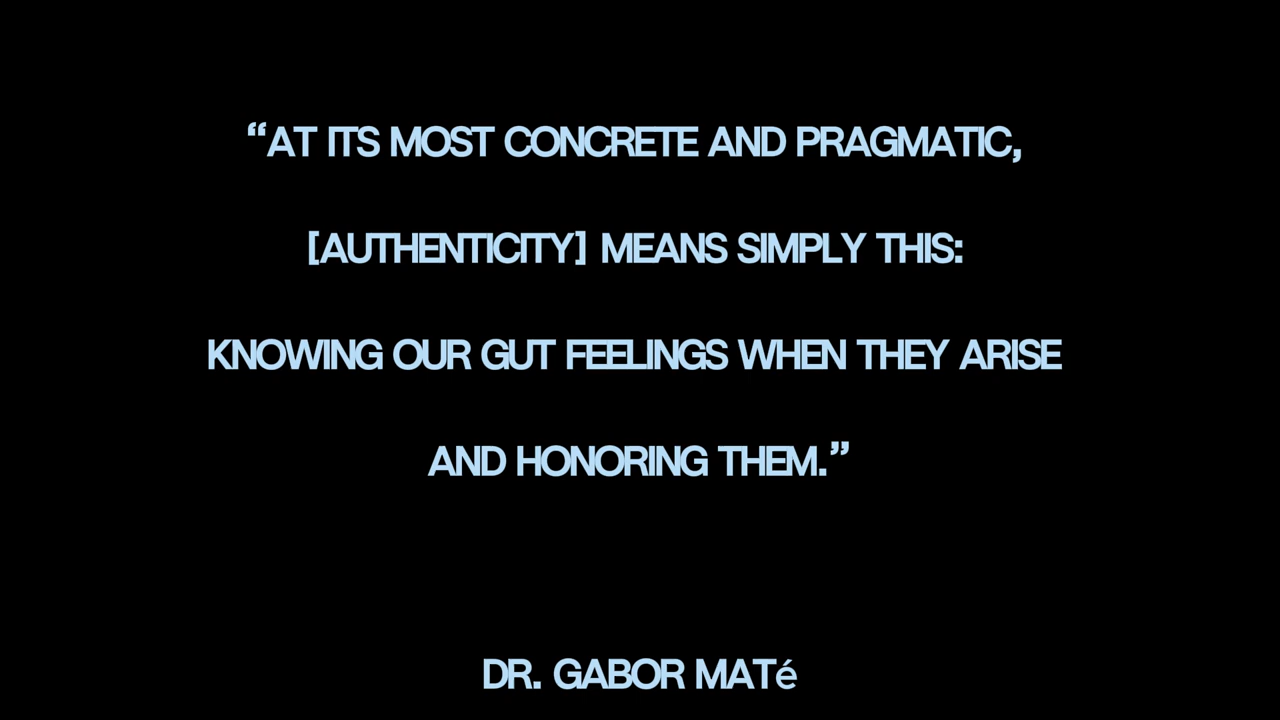 “AT ITS MOST CONCRETE AND PRAGMATIC,
[AUTHENTICITY] MEANS SIMPLY THIS:
KNOWING OUR GUT FEELINGS WHEN THEY ARISE
AND HONORING THEM.”
DR. GABOR MATé